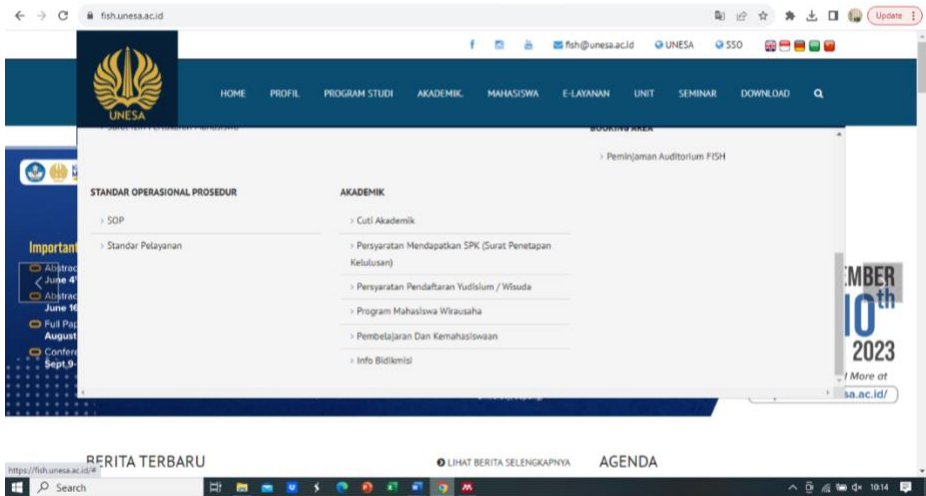 fish.unesa.ac.id
Update
fish@unesa.ac.id
UNESA
SSO
UNESA
HOME
PROFIL
PROGRAM STUDI
AKADEMIK.
MAHASISWA
E-LAYANAN
UNIT
SEMINAR
DOWNLOAD
BOOKING AREA
> Peminjaman Auditorium FISH
STANDAR OPERASIONAL PROSEDUR
> SOP
> Standar Pelayanan
AKADEMIK
> Cuti Akademik
> Persyaratan Mendapatkan SPK (Surat Penetapan
Kelulusan)
> Persyaratan Pendaftaran Yudisium / Wisuda
> Program Mahasiswa Wirausaha
> Pembelajaran Dan Kemahasiswaan
> Info Bidikmisi
Important
Abstrac
June 4
Abstrac
June 16
Full Pap
August
Confere
Sept 9-
EMBER
10th
2023
More at
sa.ac.id/
BERITA TERBARU
LIHAT BERITA SELENGKAPNYA
AGENDA
https://fish.unesa.ac.id/#
Search
10:14